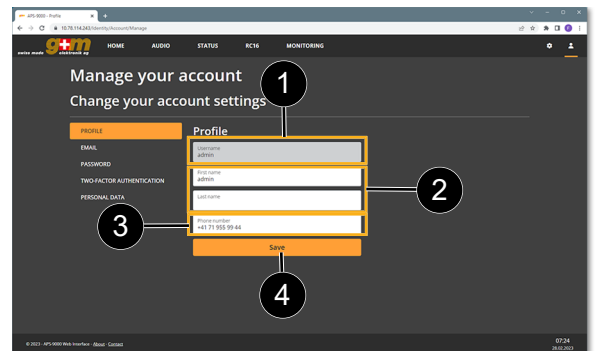 APS-9000 - Profile
10.78.114.243/Identity/Account/Manage
swiss made g+m elektronik ag
HOME AUDIO STATUS RC16 MONITORING
Manage your account
Change your account settings
1
PROFILE
EMAIL
PASSWORD
TWO-FACTOR AUTHENTICATION
PERSONAL DATA
Profile
Username
admin
First name
admin
Last name
2
3
Phone number
+41 71 955 99 44
Save
4
© 2023 - APS-9000 Web Interface - About - Contact
07:24
28.02.2023